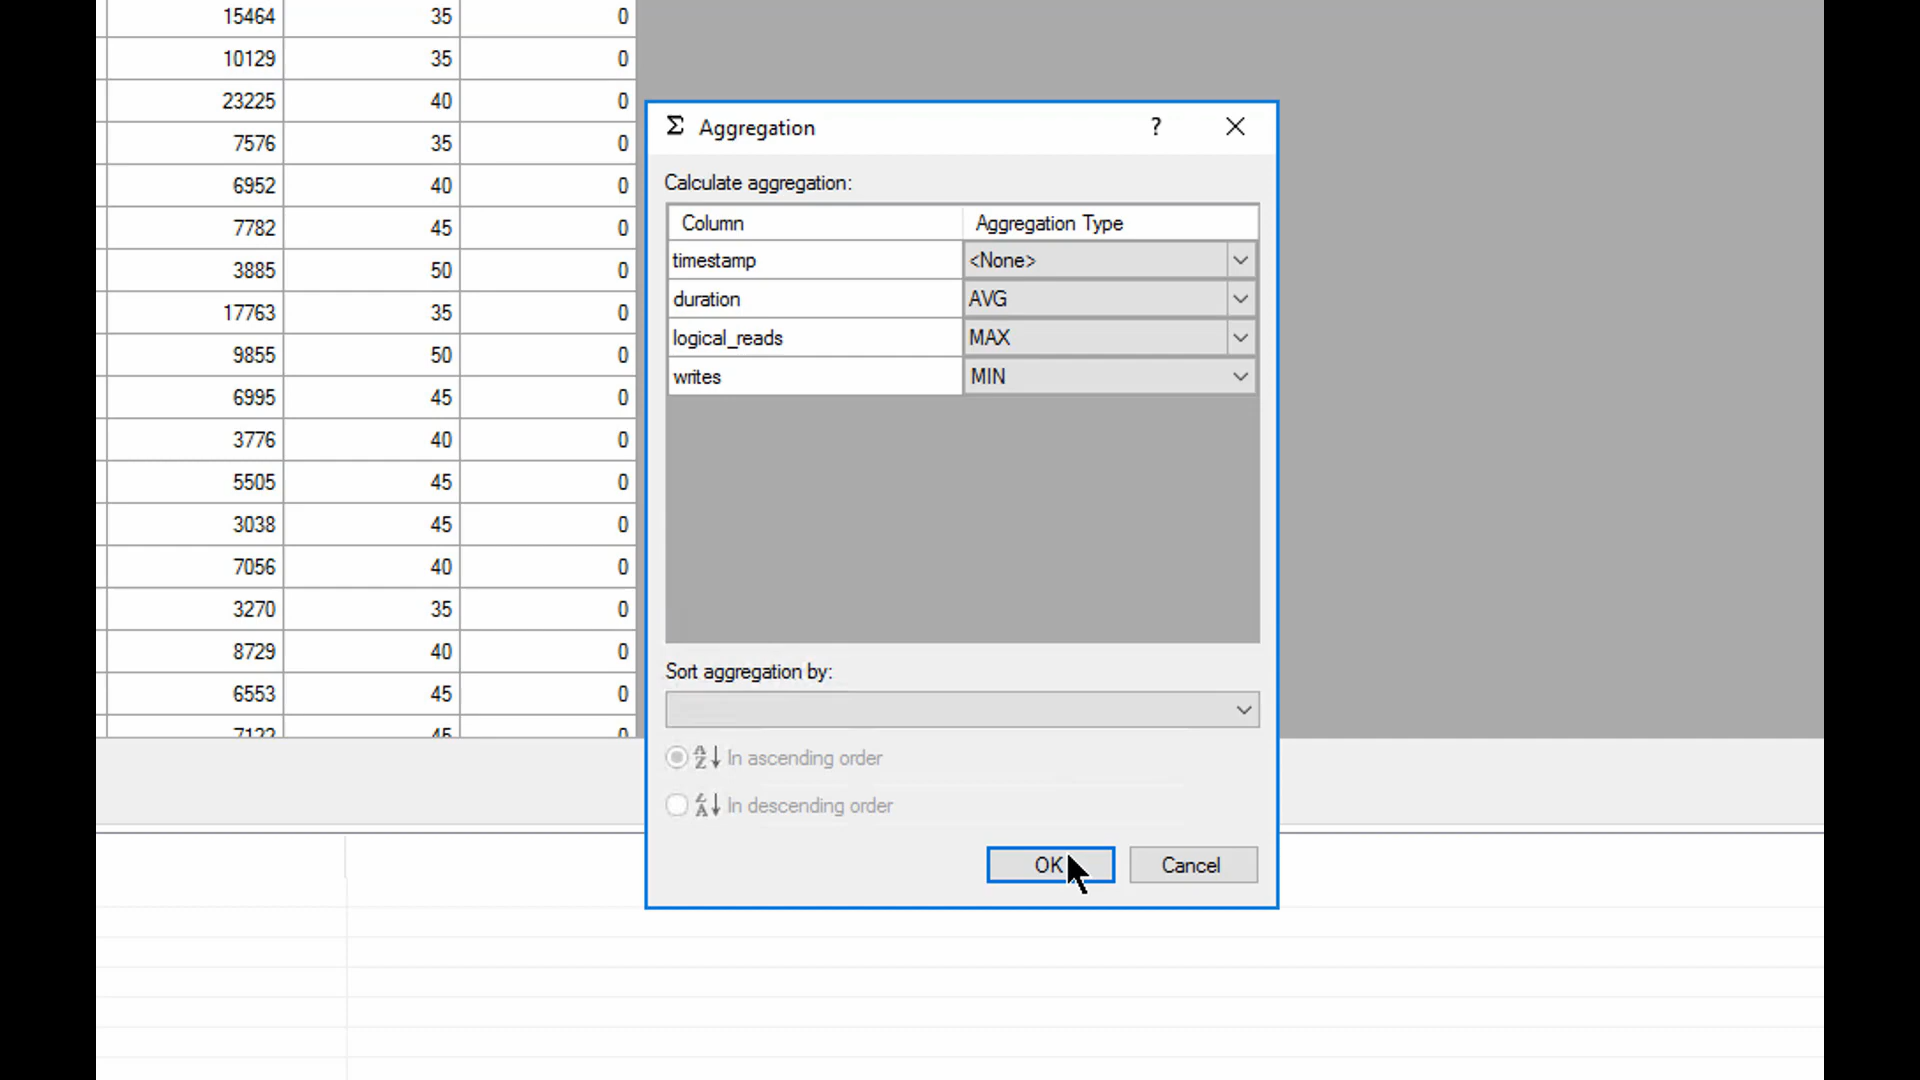 15464 35 0
10129 35 0
23225 40 0
7576 35 0
6952 40 0
7782 45 0
3885 50 0
17763 35 0
9855 50 0
6995 45 0
3776 40 0
5505 45 0
3038 45 0
7056 40 0
3270 35 0
8729 40 0
6553 45 0
7122 45 0
Σ Aggregation ?
Calculate aggregation:
Column Aggregation Type
timestamp <None>
duration AVG
logical_reads MAX
writes MIN
Sort aggregation by:
In ascending order
In descending order
OK Cancel